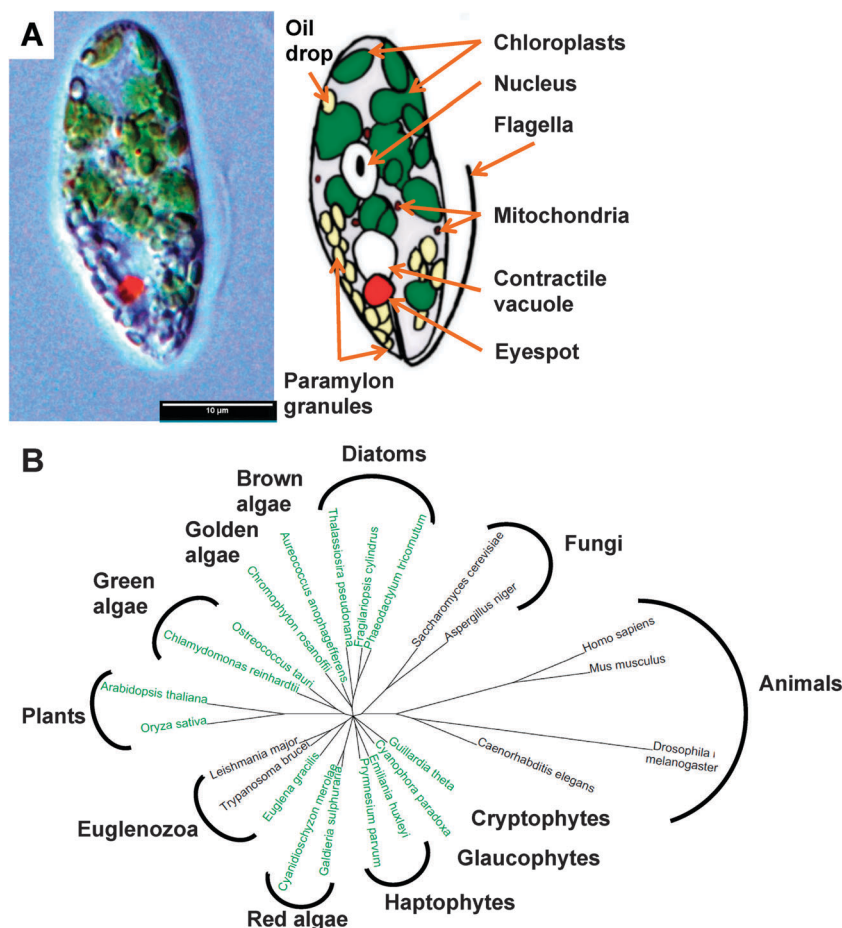 A
Oil
drop
Chloroplasts
Nucleus
Flagella
Mitochondria
Contractile
vacuole
Eyespot
Paramylon
granules
10 µm
B
Diatoms
Brown
algae
Golden
algae
Green
algae
Plants
Euglenozoa
Red algae
Haptophytes
Glaucophytes
Cryptophytes
Animals
Fungi
Thalassiosira pseudonana
Fragilariopsis cylindrus
Phaeodactylum tricornutum
Aureococcus anophagefferens
Chromophyton rosanoffii
Ostreococcus tauri
Chlamydomonas reinhardtii
Arabidopsis thaliana
Oryza sativa
Leishmania major
Trypanosoma brucei
Euglena gracilis
Cyanidioschyzon merolae
Galdieria sulphuraria
Prymnesium parvum
Emiliania huxleyi
Cyanophora paradoxa
Guillardia theta
Caenorhabditis elegans
Drosophila
melanogaster
Mus musculus
Homo sapiens
Aspergillus niger
Saccharomyces cerevisiae